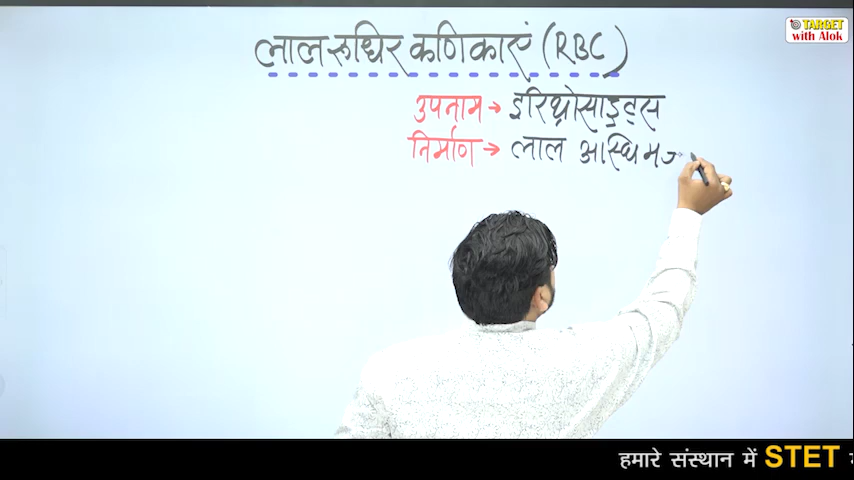 TARGET
with Alok
लाल रूधिर कणिकाएं (RBC)
उपनाम → इरिथ्रोसाइट्स
निर्माण → लाल अस्थि मज
हमारे संस्थान में STET